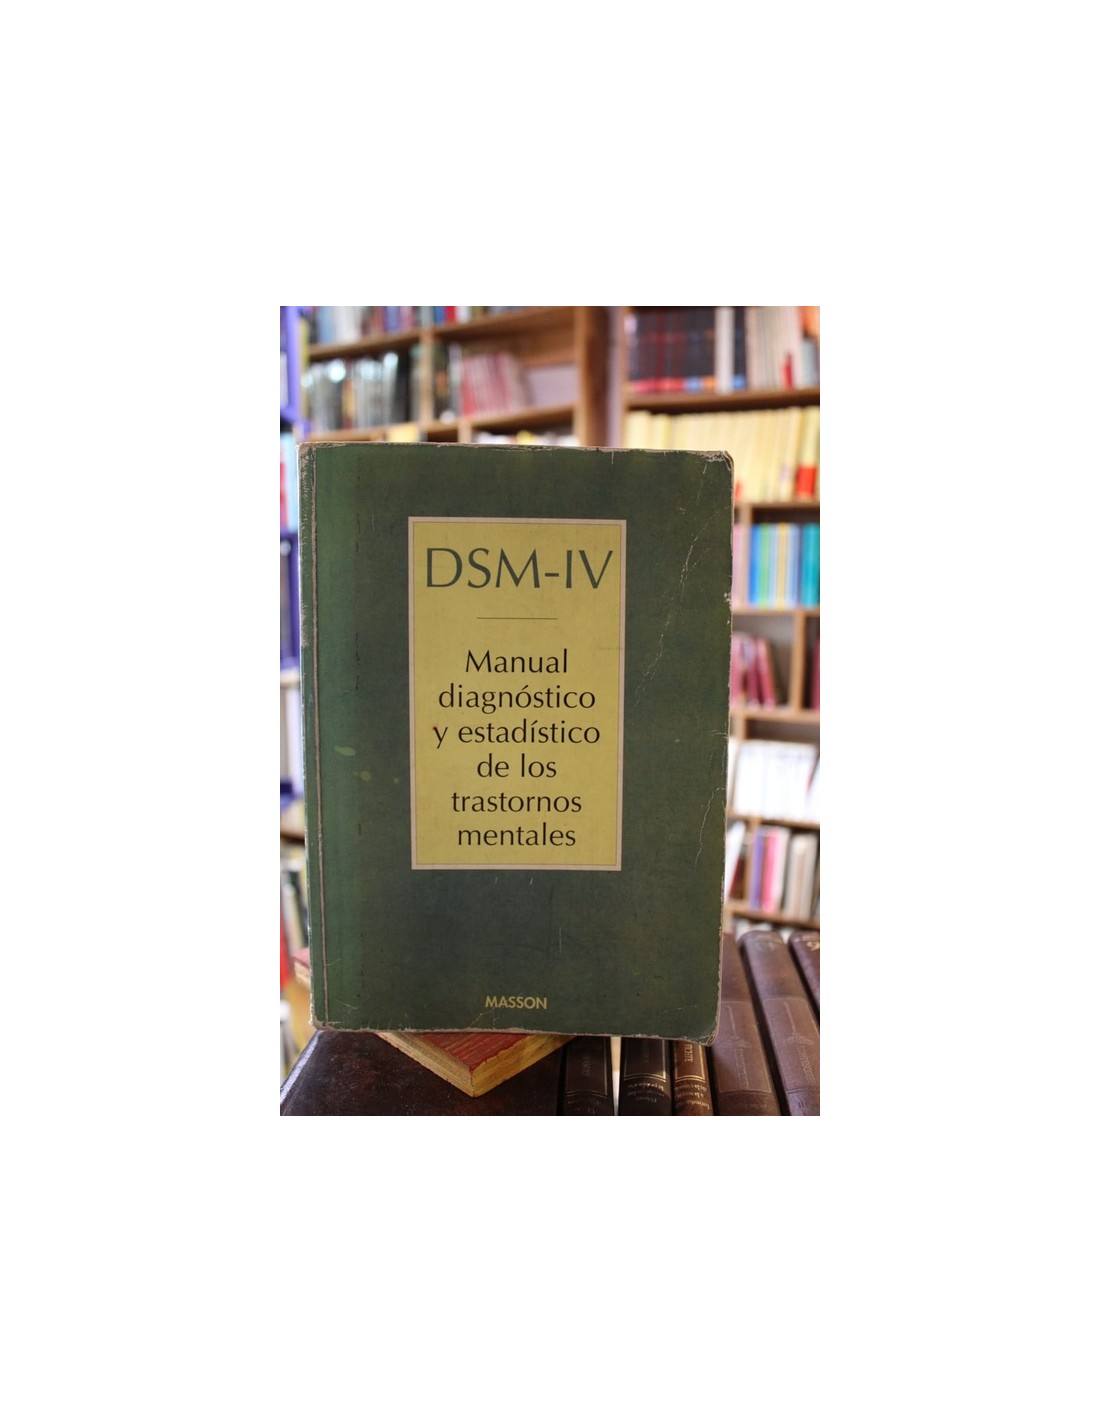 DSM-IV
Manual
diagnóstico
y estadístico
de los
trastornos
mentales
MASSON